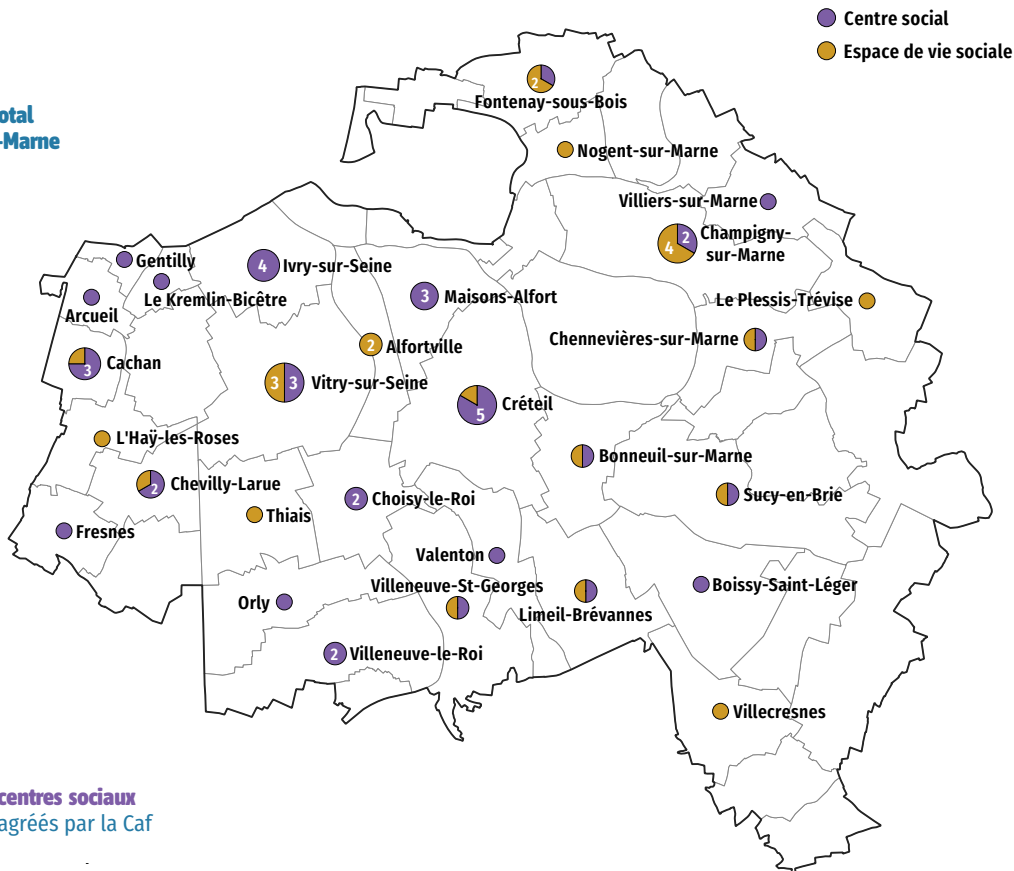 Centre social
Espace de vie sociale
otal
-Marne
2
Fontenay-sous-Bois
Nogent-sur-Marne
Villiers-sur-Marne
2
4
Champigny-
sur-Marne
Gentilly
4
Ivry-sur-Seine
Le Kremlin-Bicêtre
Arcueil
3
Maisons-Alfort
Le Plessis-Trévise
Chennevières-sur-Marne
2
Alfortville
3
Cachan
3
3
Vitry-sur-Seine
5
Créteil
L'Haÿ-les-Roses
Bonneuil-sur-Marne
2
Chevilly-Larue
2
Choisy-le-Roi
Sucy-en-Brie
Thiais
Fresnes
Valenton
Villeneuve-St-Georges
Boissy-Saint-Léger
Orly
Limeil-Brévannes
2
Villeneuve-le-Roi
Villecresnes
centres sociaux
agréés par la Caf